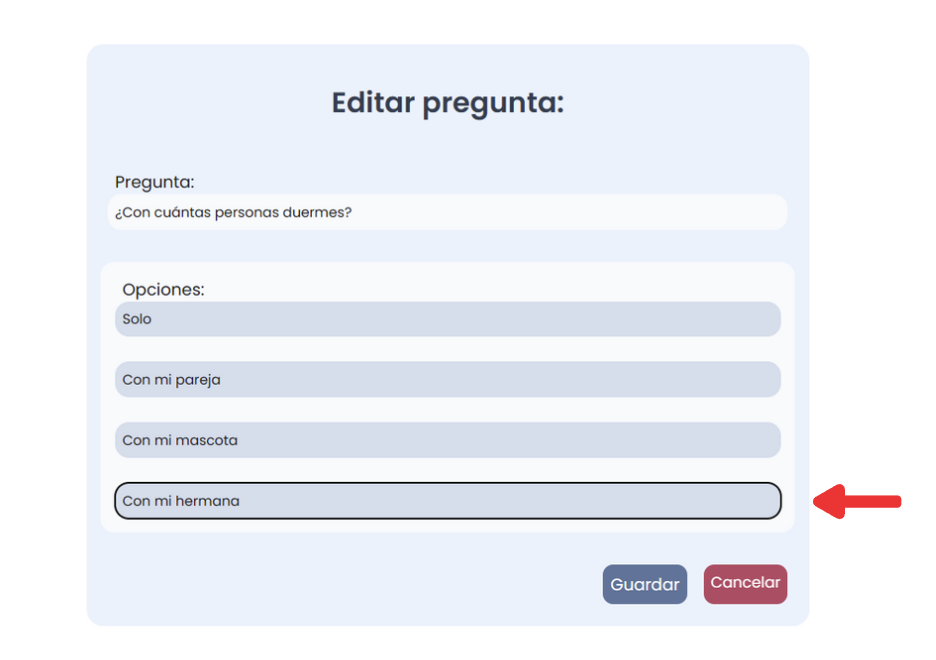 Editar pregunta:
Pregunta:
¿Con cuántas personas duermes?
Opciones:
Solo
Con mi pareja
Con mi mascota
Con mi hermana
Guardar
Cancelar